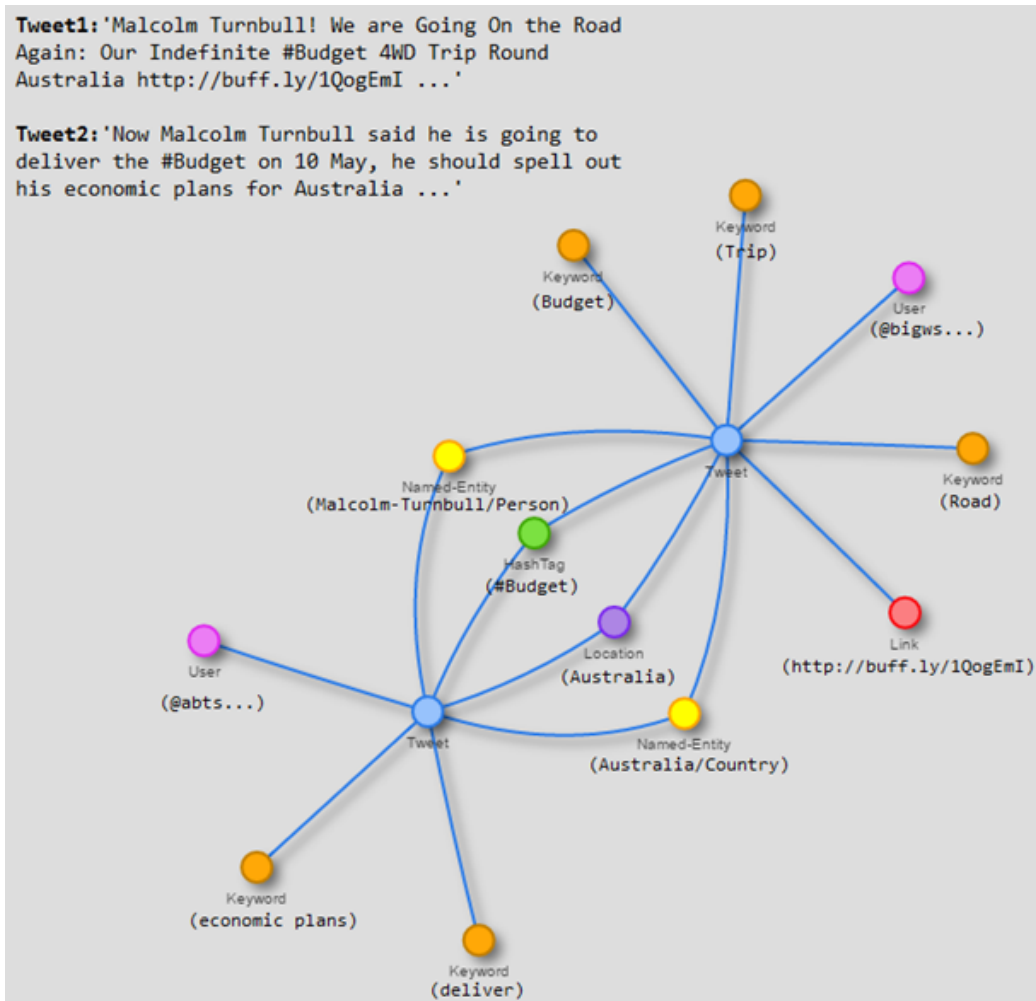 Tweet1:'Malcolm Turnbull! We are Going On the Road
Again: Our Indefinite #Budget 4WD Trip Round
Australia http://buff.ly/1QogEmI ...'
Tweet2:'Now Malcolm Turnbull said he is going to
deliver the #Budget on 10 May, he should spell out
his economic plans for Australia ...'
Keyword
(Trip)
Keyword
(Budget)
User
(@bigws...)
Tweet
Keyword
(Road)
Named-Entity
(Malcolm-Turnbull/Person)
HashTag
(#Budget)
Location
(Australia)
Link
(http://buff.ly/1QogEmI)
User
(@abts...)
Tweet
Named-Entity
(Australia/Country)
Keyword
(economic plans)
Keyword
(deliver)